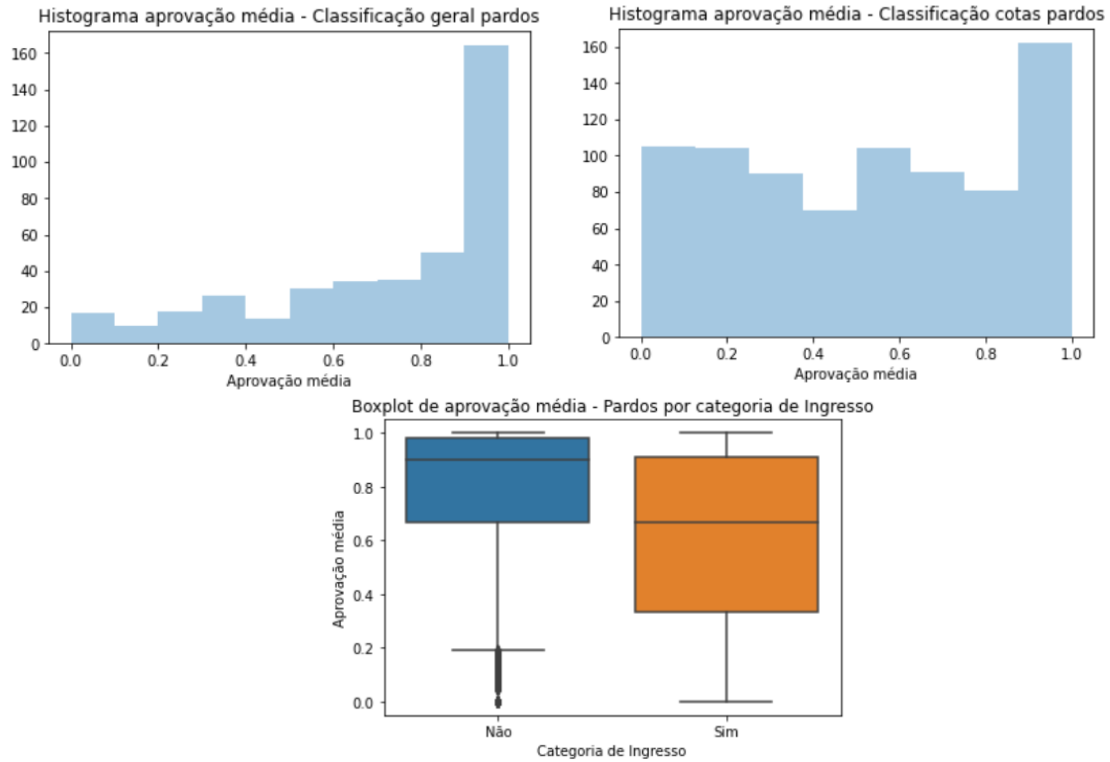 Histograma aprovação média - Classificação geral pardos
160
140
120
100
80
60
40
20
0
0.0 0.2 0.4 0.6 0.8 1.0
Aprovação média
Histograma aprovação média - Classificação cotas pardos
160
140
120
100
80
60
40
20
0
0.0 0.2 0.4 0.6 0.8 1.0
Aprovação média
Boxplot de aprovação média - Pardos por categoria de Ingresso
Aprovação média
1.0
0.8
0.6
0.4
0.2
0.0
Não Sim
Categoria de Ingresso